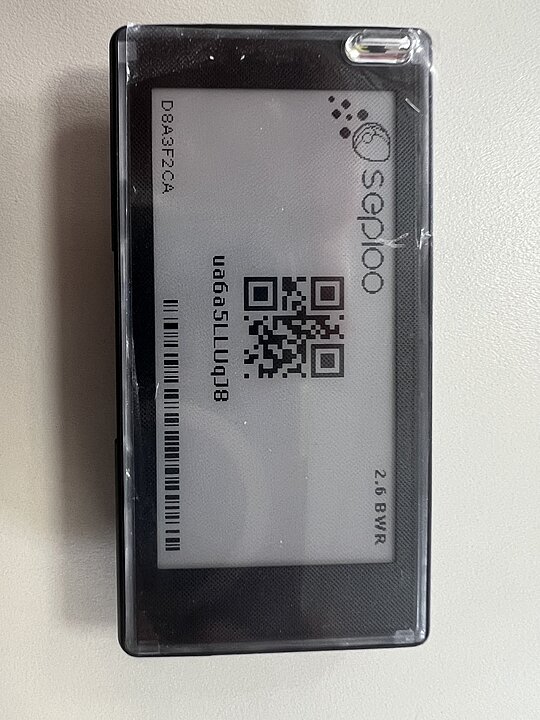 seploo
2.6 BWR
ua6a5LLUqJ8
D8A3F2CA